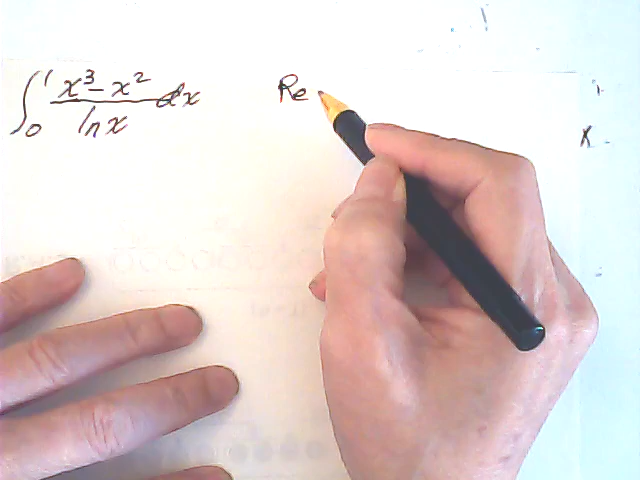 ∫₀¹ (x³ - x²)/(ln x) dx Re
x